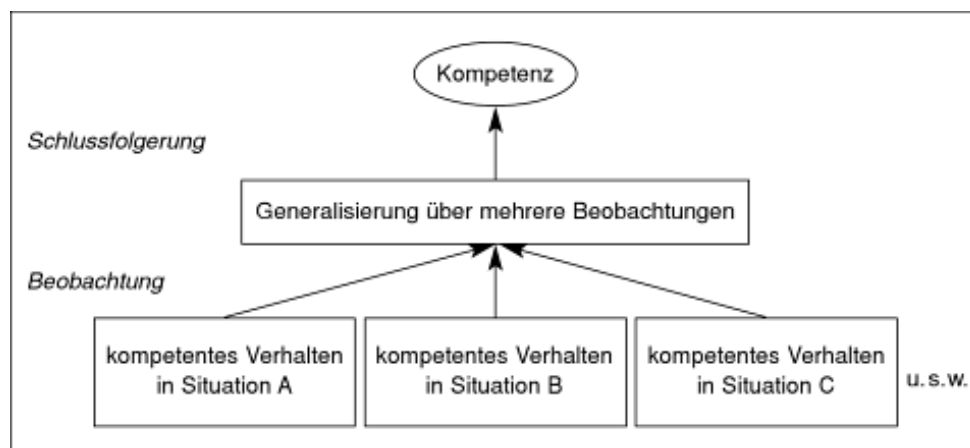 Kompetenz
Schlussfolgerung
Generalisierung über mehrere Beobachtungen
Beobachtung
kompetentes Verhalten
in Situation A
kompetentes Verhalten
in Situation B
kompetentes Verhalten
in Situation C
u. s. w.